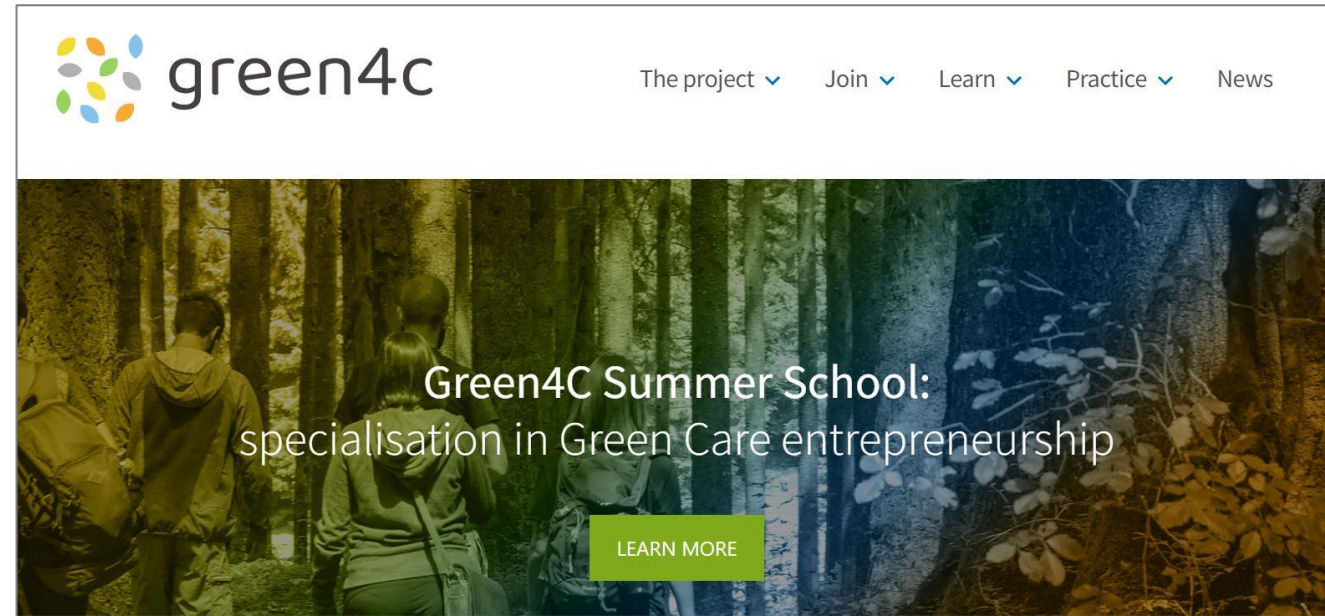 green4c
The project Join Learn Practice News
Green4C Summer School:
specialisation in Green Care entrepreneurship
LEARN MORE